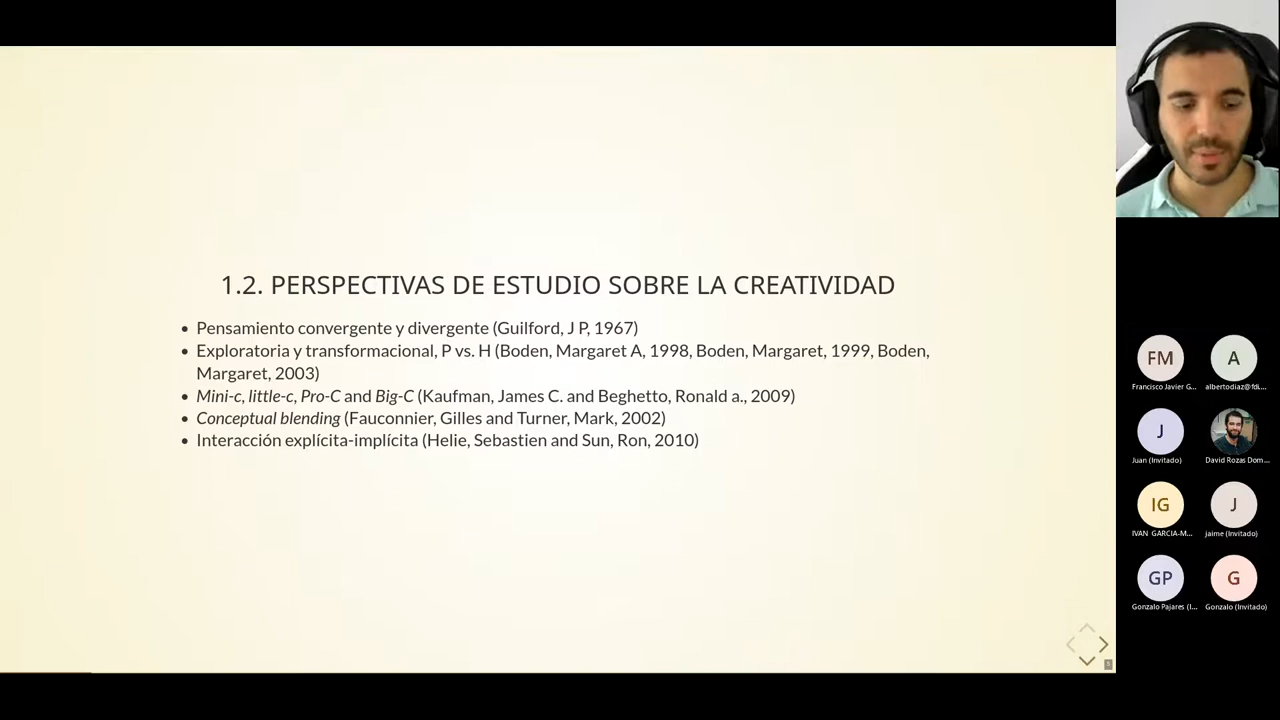 1.2. PERSPECTIVAS DE ESTUDIO SOBRE LA CREATIVIDAD
• Pensamiento convergente y divergente (Guilford, J P, 1967)
• Exploratoria y transformacional, P vs. H (Boden, Margaret A, 1998, Boden, Margaret, 1999, Boden,
Margaret, 2003)
• Mini-c, little-c, Pro-C and Big-C (Kaufman, James C. and Beghetto, Ronald a., 2009)
• Conceptual blending (Fauconnier, Gilles and Turner, Mark, 2002)
• Interacción explícita-implícita (Helie, Sebastien and Sun, Ron, 2010)
FM
A
Francisco Javier G...
albertodiaz@fdi....
J
Juan (Invitado)
David Rozas Dom...
IG
J
IVAN GARCIA-M...
jaime (Invitado)
GP
G
Gonzalo Pajares (I...
Gonzalo (Invitado)